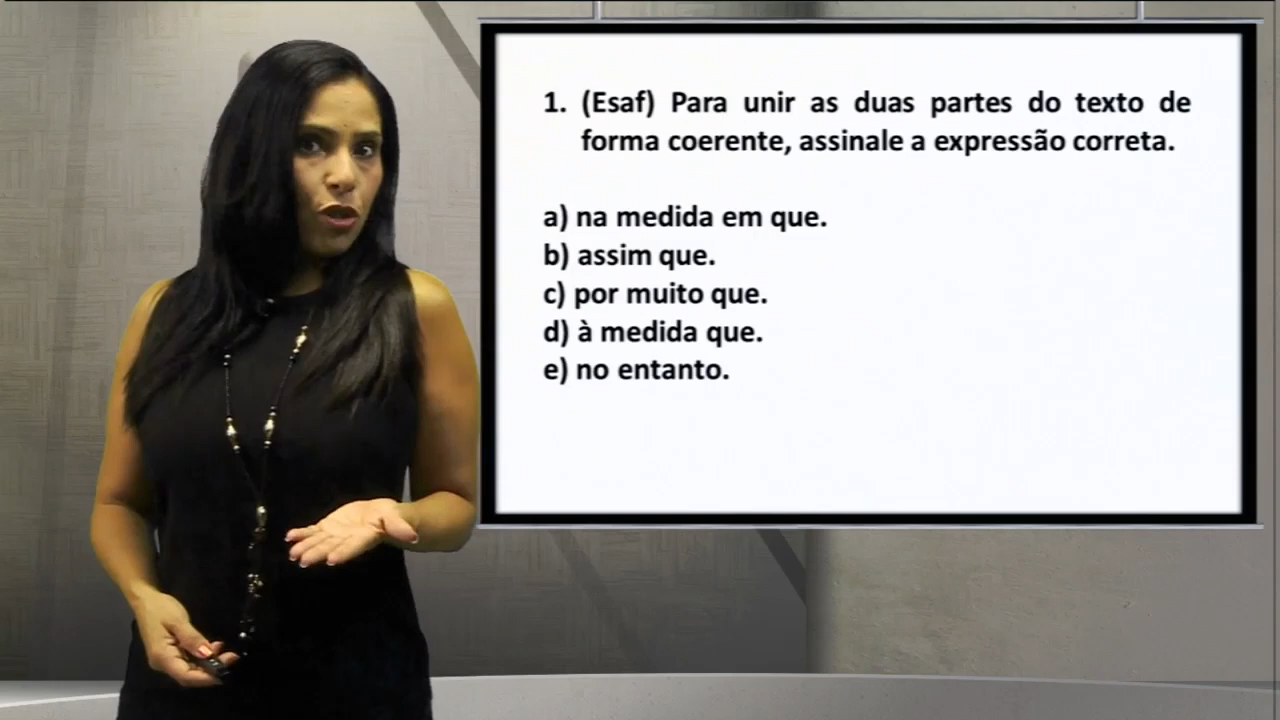 1. (Esaf) Para unir as duas partes do texto de
forma coerente, assinale a expressão correta.
a) na medida em que.
b) assim que.
c) por muito que.
d) à medida que.
e) no entanto.